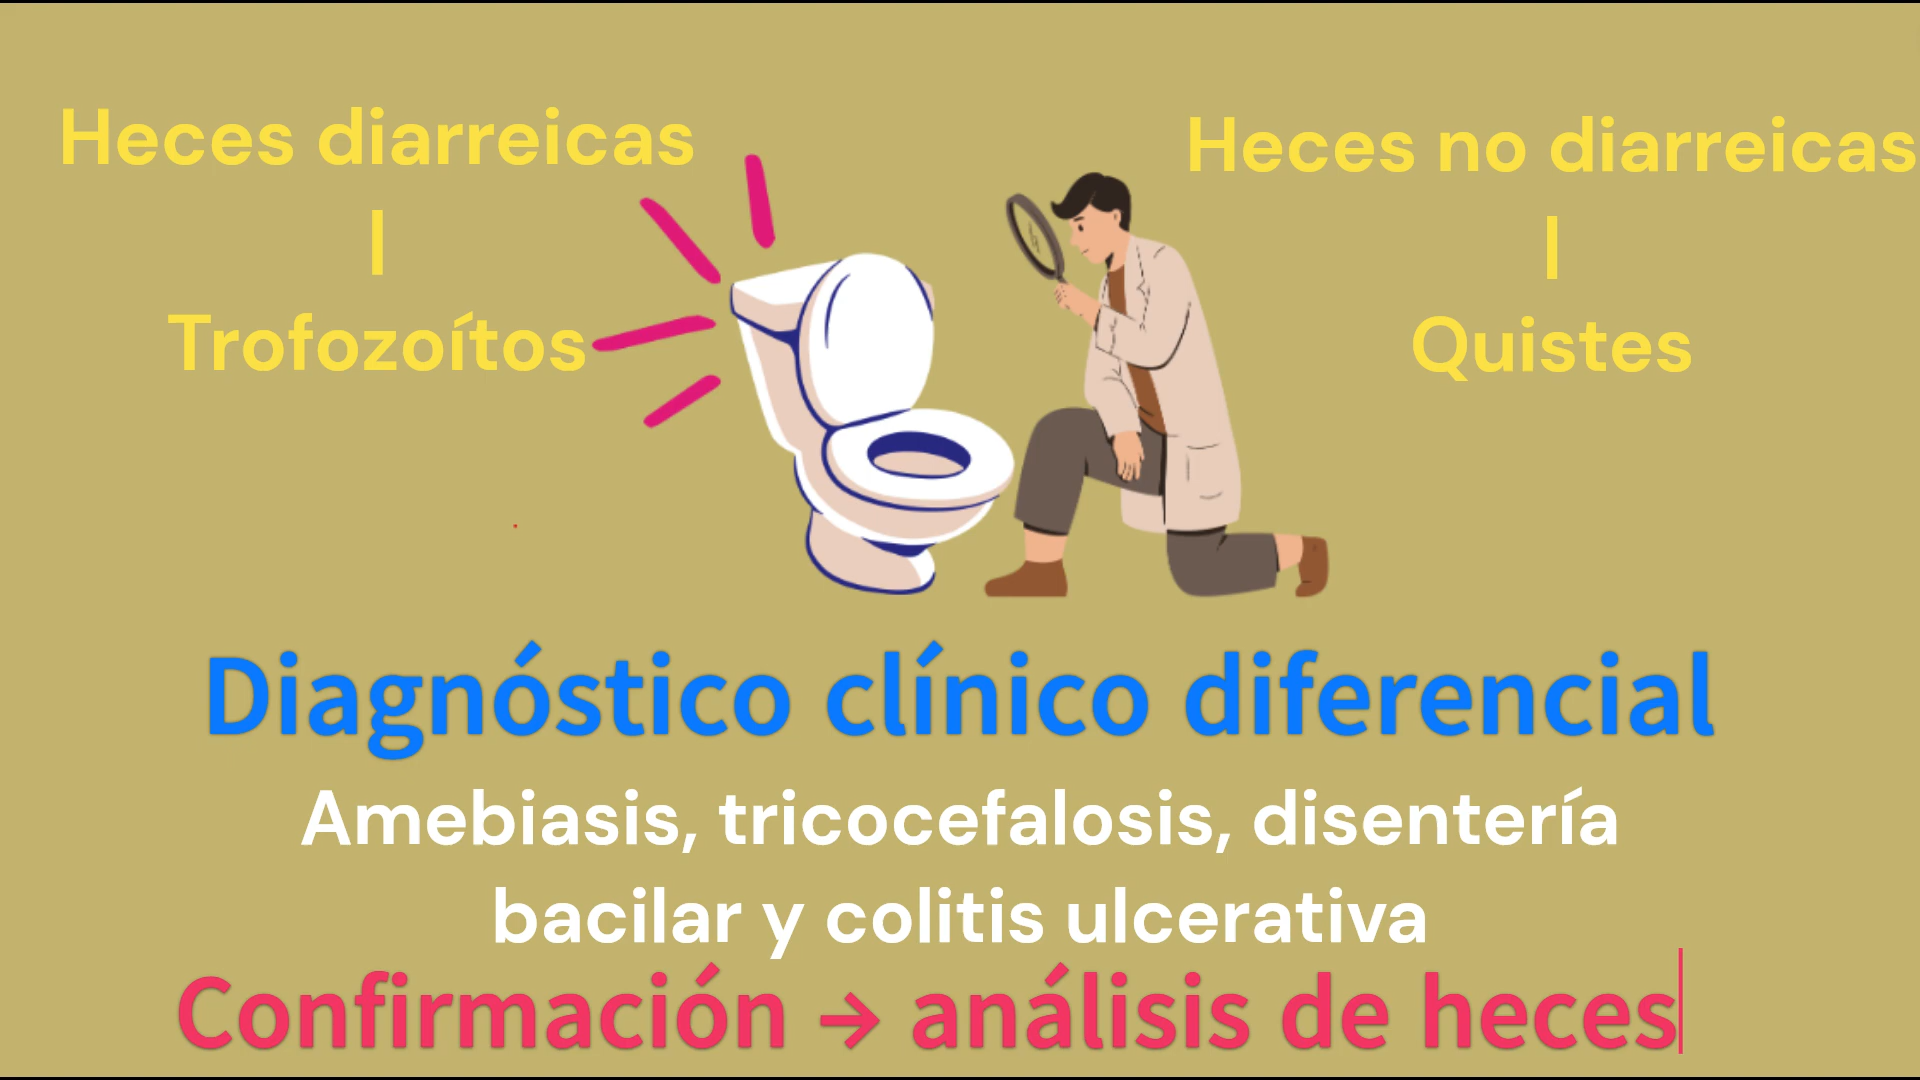 Heces diarreicas
|
Trofozoítos
Heces no diarreicas
|
Quistes
Diagnóstico clínico diferencial
Amebiasis, tricocefalosis, disentería
bacilar y colitis ulcerativa
Confirmación → análisis de heces